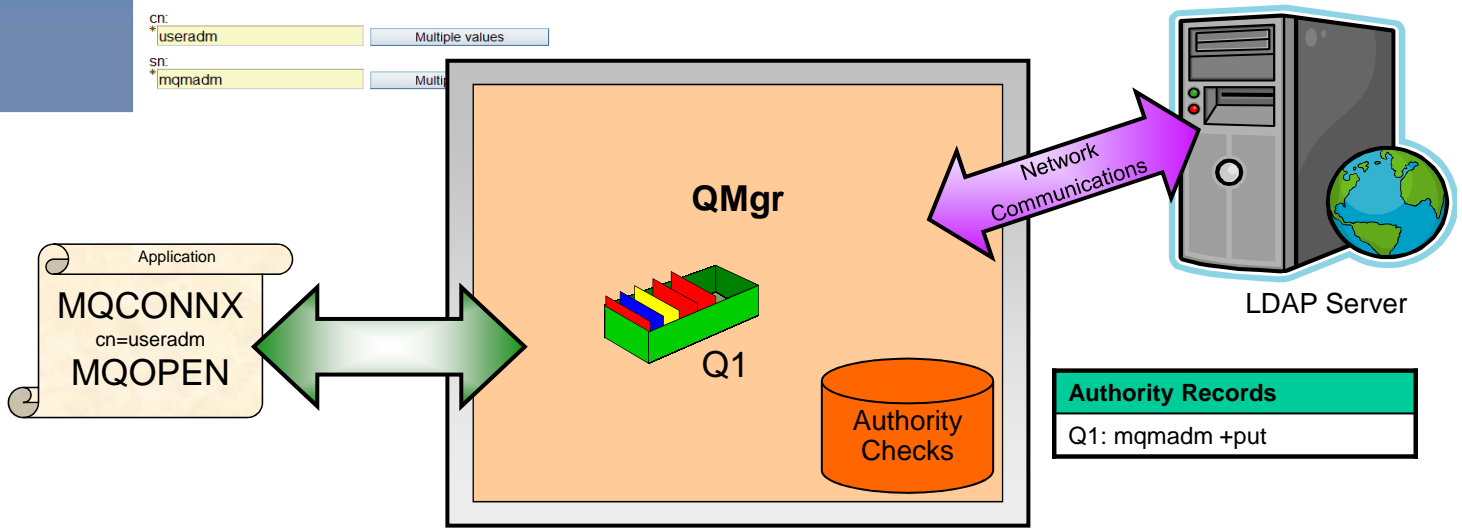 cn:
*useradm
Multiple values
sn:
*mqmadm
Multip
QMgr
Network
Communications
LDAP Server
Application
MQCONNX
cn=useradm
MQOPEN
Q1
Authority
Checks
Authority Records
Q1: mqmadm +put